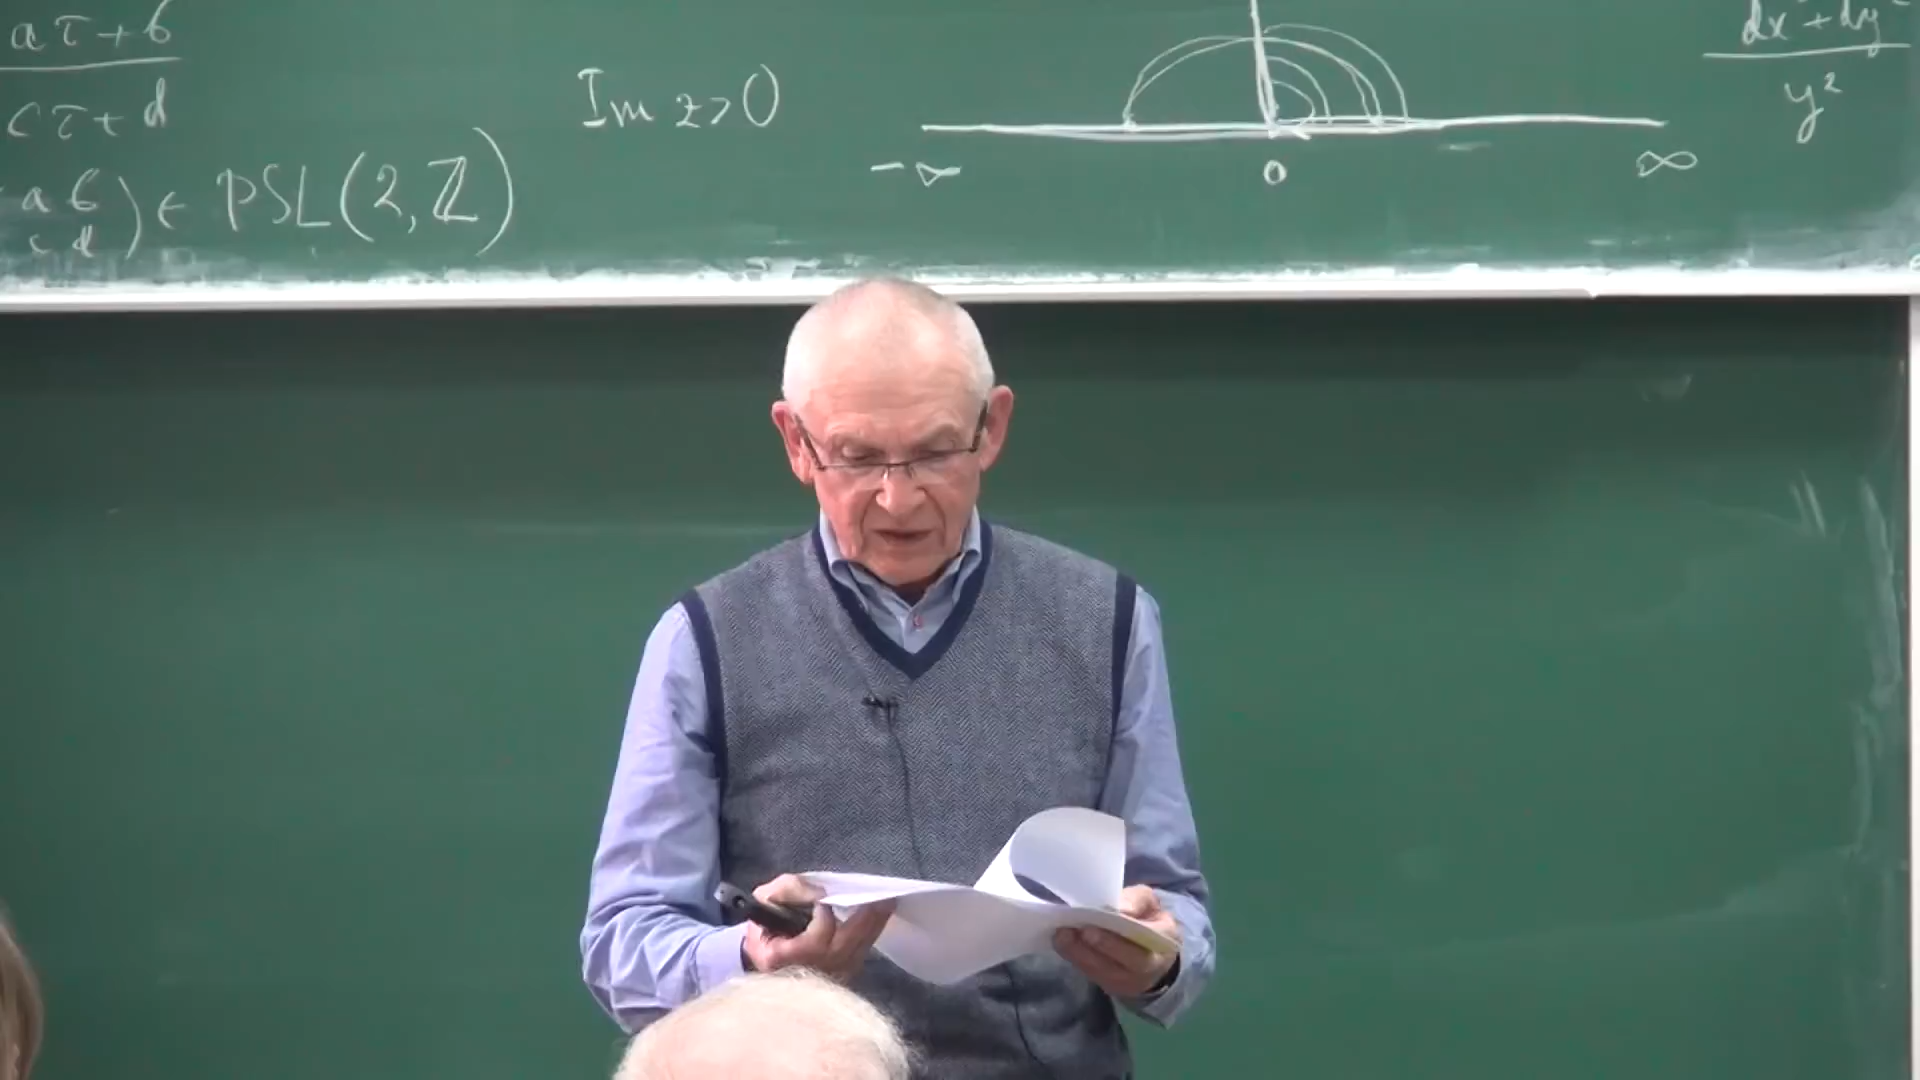 aτ+b
cτ+d
(a b
c d) ∈ PSL(2,ℤ)
Im z>0
-∞ 0 ∞
dx²+dy²
y²